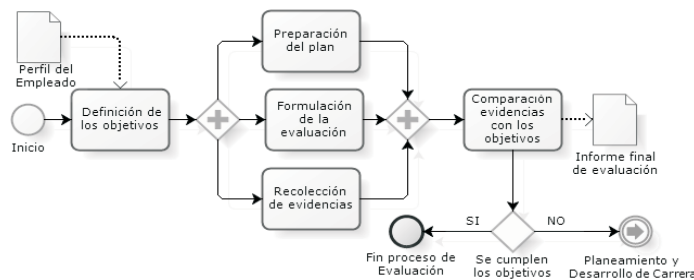 Perfil del
Empleado
Inicio
Definición de
los objetivos
Preparación
del plan
Formulación
de la
evaluación
Recolección
de evidencias
Comparación
evidencias
con los
objetivos
Informe final
de evaluación
SI
NO
Fin proceso de
Evaluación
Se cumplen
los objetivos
Planeamiento y
Desarrollo de Carrera